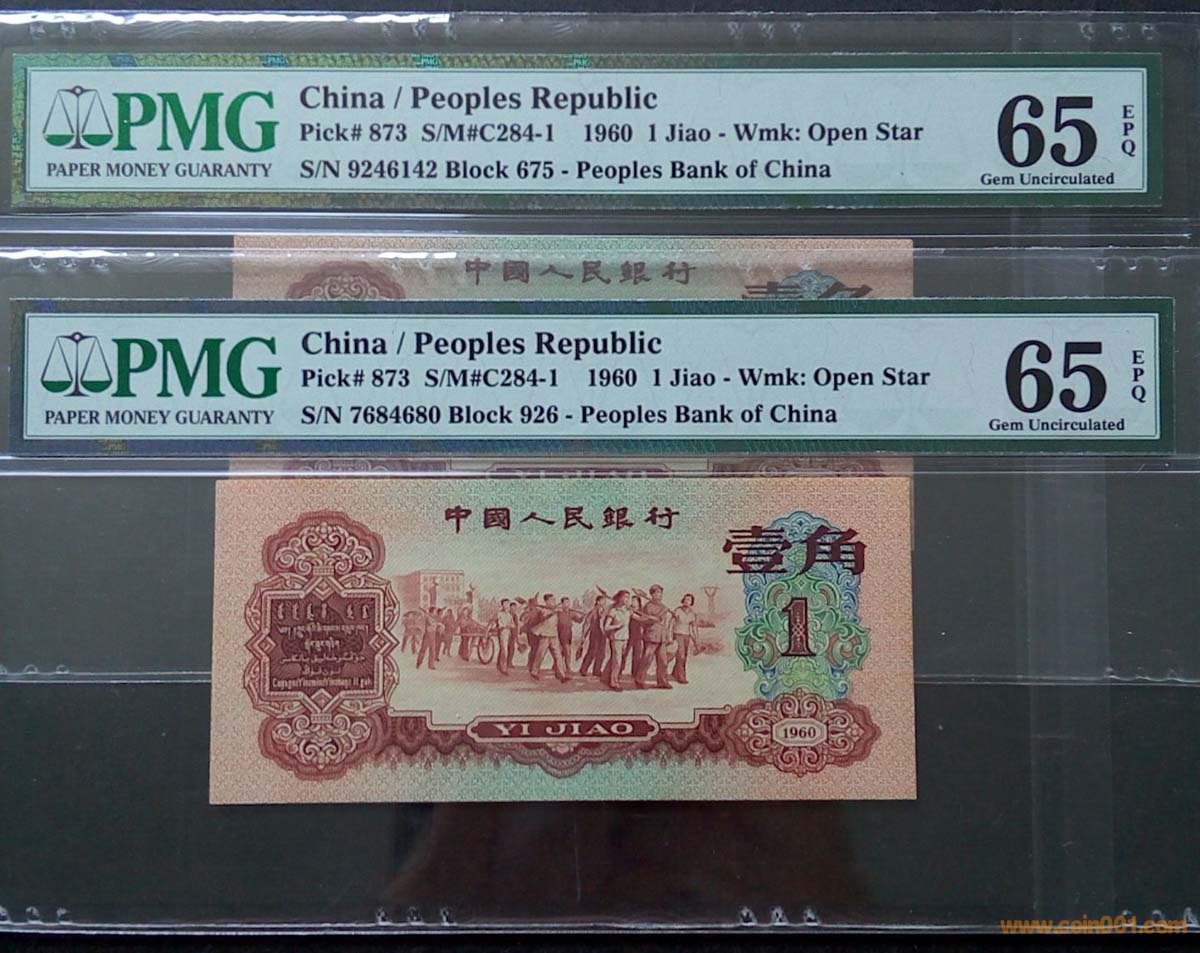 PMG
PAPER MONEY GUARANTY
China / Peoples Republic
Pick# 873 S/M#C284-1 1960 1 Jiao - Wmk: Open Star
S/N 9246142 Block 675 - Peoples Bank of China
65
EPQ
Gem Uncirculated
中國人民銀行
壹角
PMG
PAPER MONEY GUARANTY
China / Peoples Republic
Pick# 873 S/M#C284-1 1960 1 Jiao - Wmk: Open Star
S/N 7684680 Block 926 - Peoples Bank of China
65
EPQ
Gem Uncirculated
YI JIAO
中國人民銀行
壹角
1
YI JIAO
1960
www.coin001.com